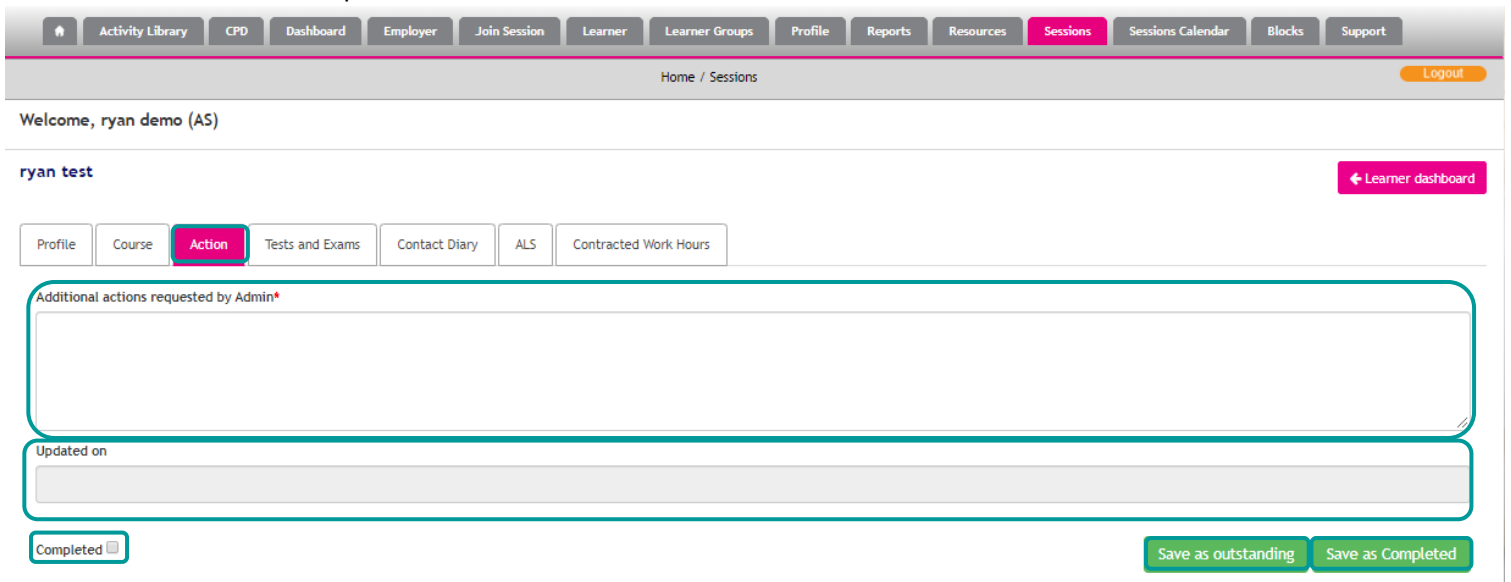 Activity Library CPD Dashboard Employer Join Session Learner Learner Groups Profile Reports Resources Sessions Sessions Calendar Blocks Support
Home / Sessions Logout
Welcome, ryan demo (AS)
ryan test
Learner dashboard
Profile Course Action Tests and Exams Contact Diary ALS Contracted Work Hours
Additional actions requested by Admin*
Updated on
Completed Save as outstanding Save as Completed